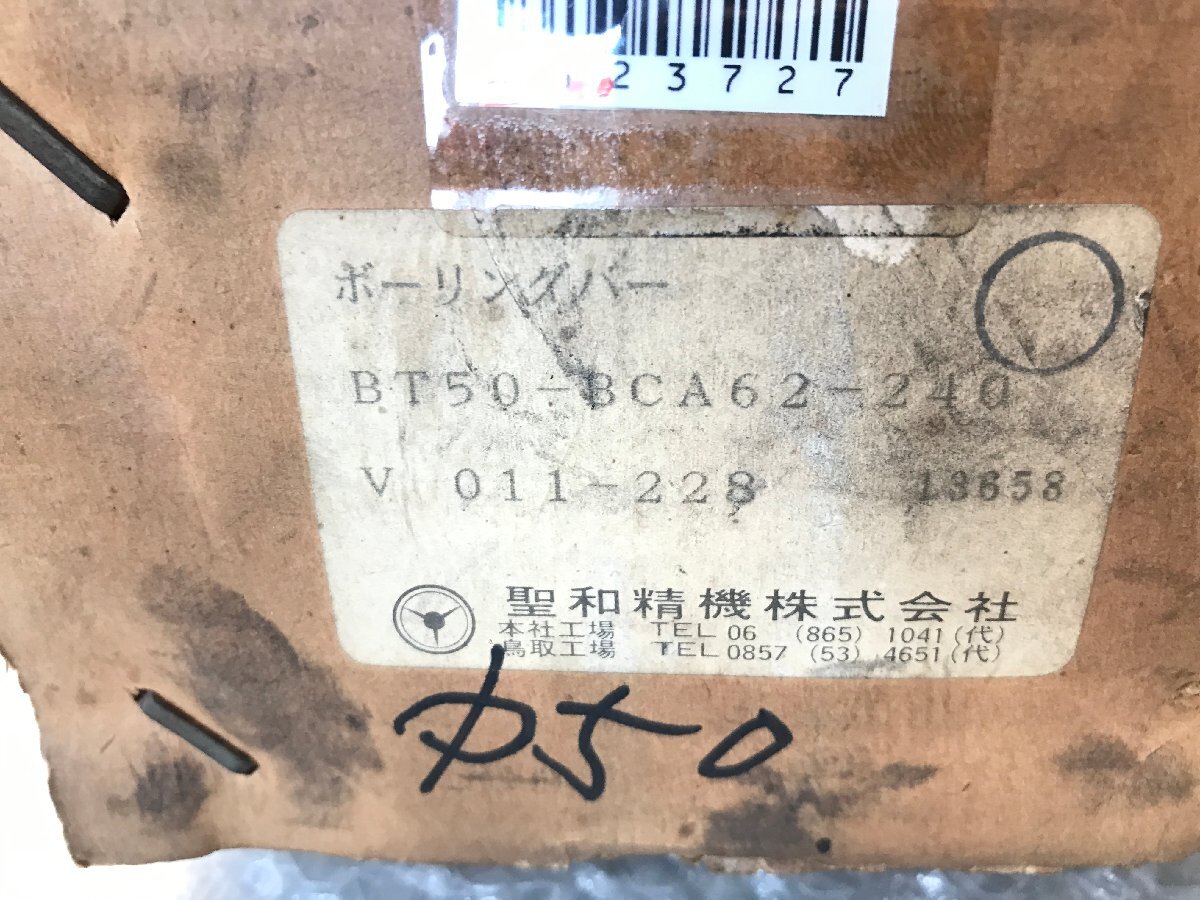 23727
ボーリングバー
BT50-BCA62-240
V 011-228 13658
聖和精機株式会社
本社工場 TEL 06 (865) 1041 (代)
鳥取工場 TEL 0857 (53) 4651 (代)
φ50